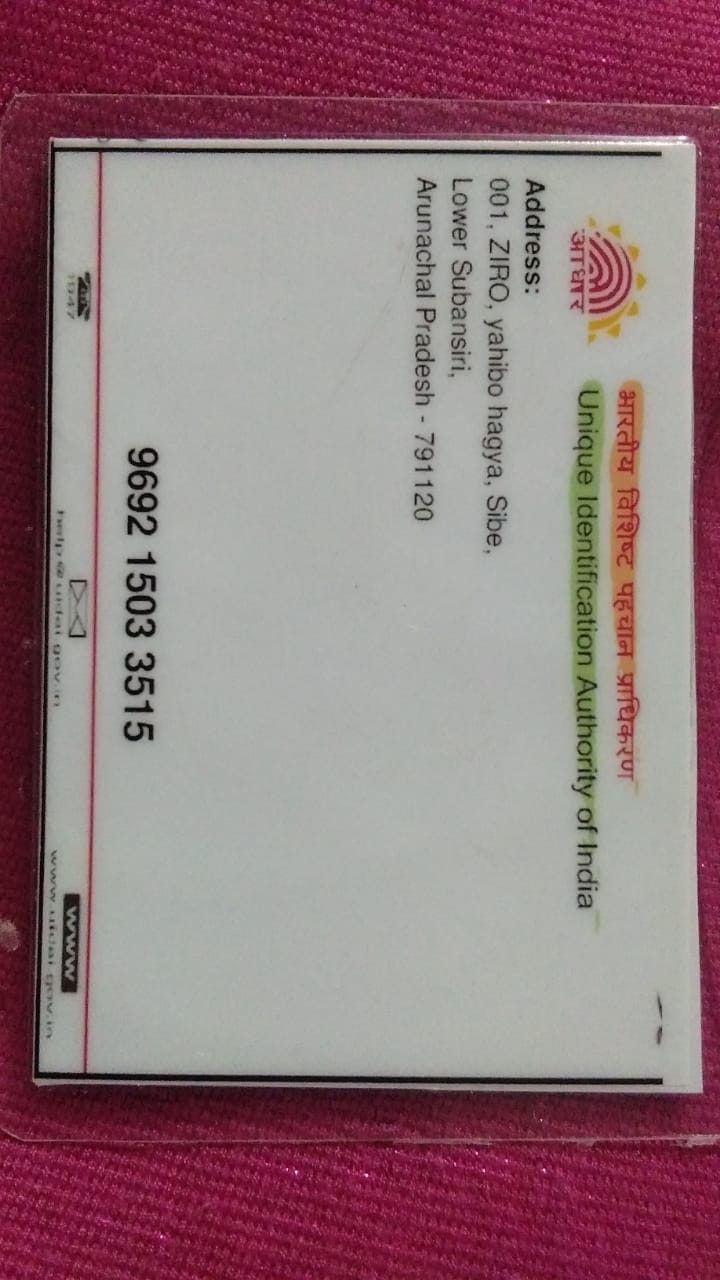 आधार
भारतीय विशिष्ट पहचान प्राधिकरण
Unique Identification Authority of India
Address:
001, ZIRO, yahibo hagya, Sibe,
Lower Subansiri,
Arunachal Pradesh - 791120
9692 1503 3515
1947
help@uidai.gov.in
WWW
www.uidai.gov.in